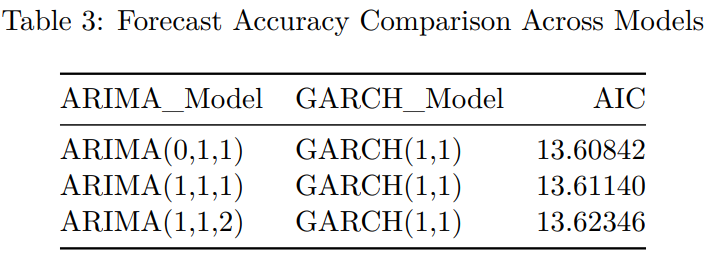 Table 3: Forecast Accuracy Comparison Across Models
ARIMA_Model GARCH_Model AIC
ARIMA(0,1,1) GARCH(1,1) 13.60842
ARIMA(1,1,1) GARCH(1,1) 13.61140
ARIMA(1,1,2) GARCH(1,1) 13.62346